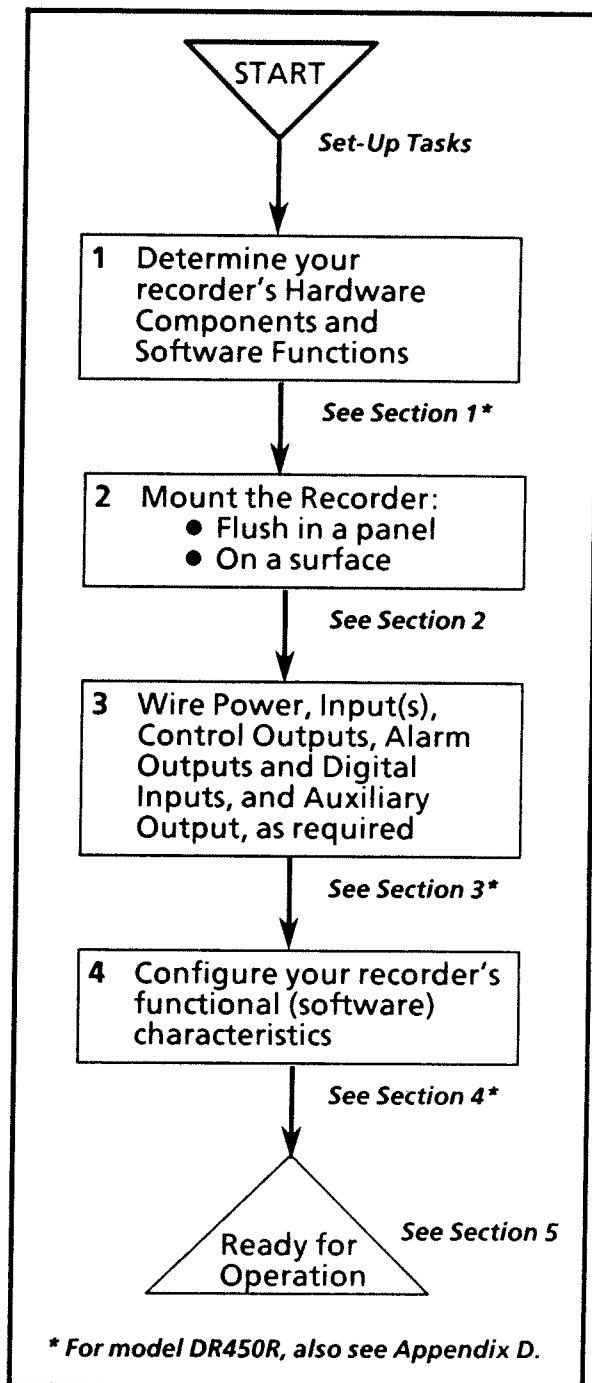 START
Set-Up Tasks
1 Determine your
recorder's Hardware
Components and
Software Functions
See Section 1*
2 Mount the Recorder:
● Flush in a panel
● On a surface
See Section 2
3 Wire Power, Input(s),
Control Outputs, Alarm
Outputs and Digital
Inputs, and Auxiliary
Output, as required
See Section 3*
4 Configure your recorder's
functional (software)
characteristics
See Section 4*
Ready for
Operation
See Section 5
* For model DR450R, also see Appendix D.